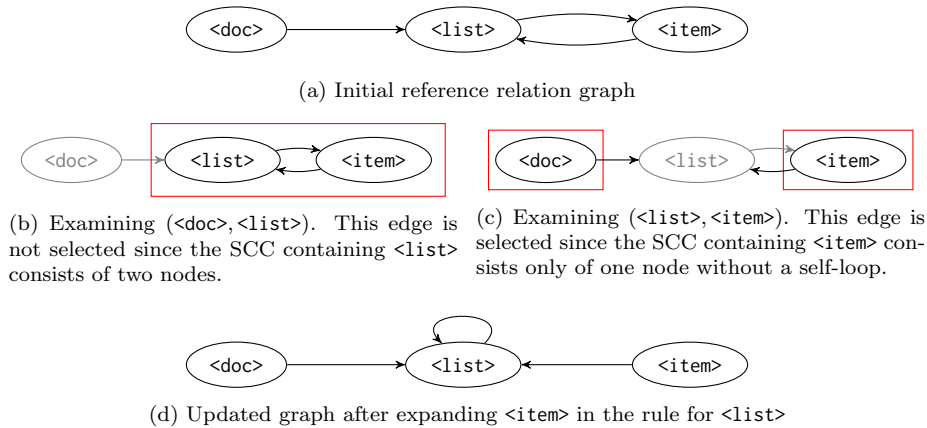 <doc> <list> <item>
(a) Initial reference relation graph
<doc> <list> <item>
(b) Examining (<doc>,<list>). This edge is
not selected since the SCC containing <list>
consists of two nodes.
<doc> <list> <item>
(c) Examining (<list>,<item>). This edge is
selected since the SCC containing <item> con-
sists only of one node without a self-loop.
<doc> <list> <item>
(d) Updated graph after expanding <item> in the rule for <list>